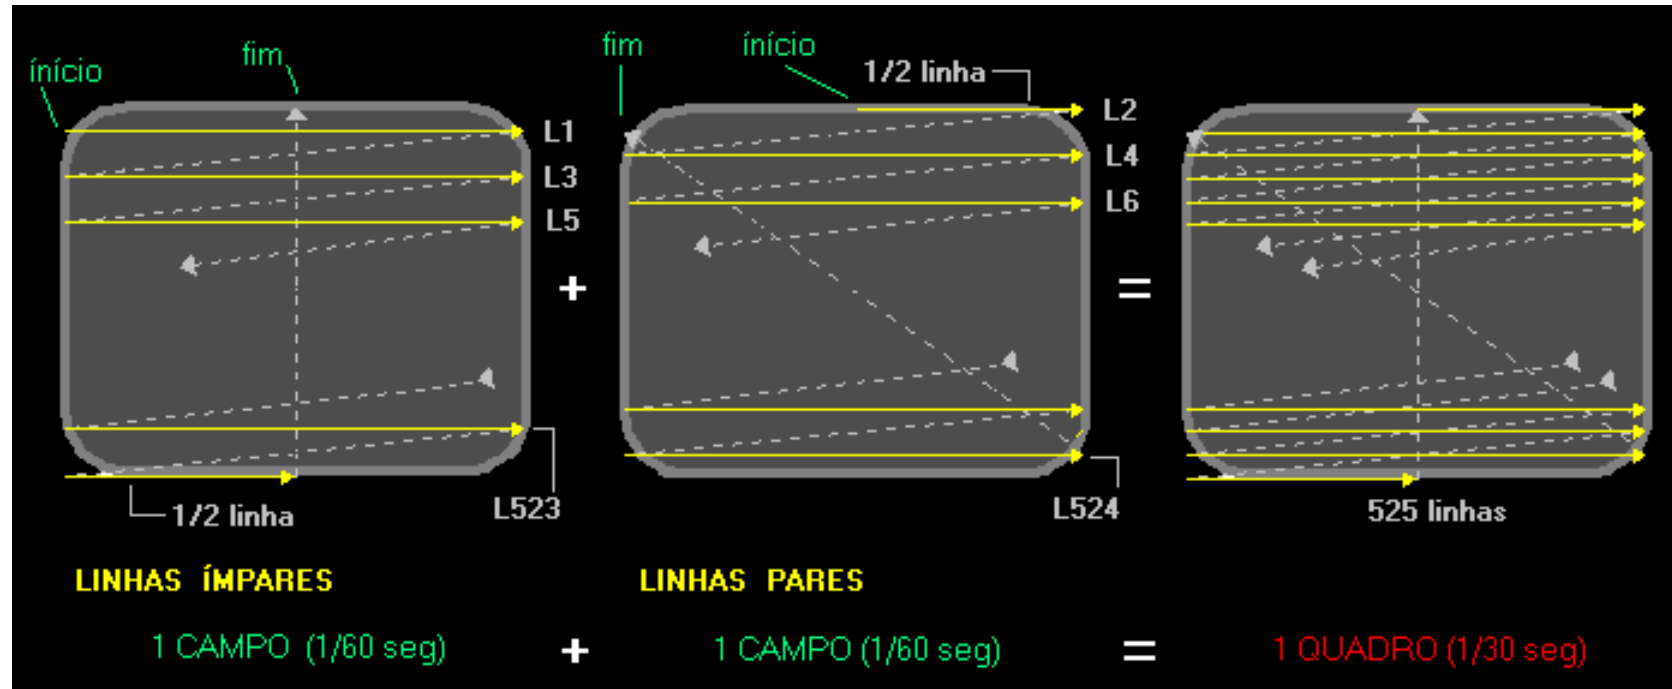 início
fim
L1
L3
L5
1/2 linha
L523
+
fim
início
1/2 linha
L2
L4
L6
L524
=
525 linhas
LINHAS ÍMPARES
LINHAS PARES
1 CAMPO (1/60 seg) + 1 CAMPO (1/60 seg) = 1 QUADRO (1/30 seg)